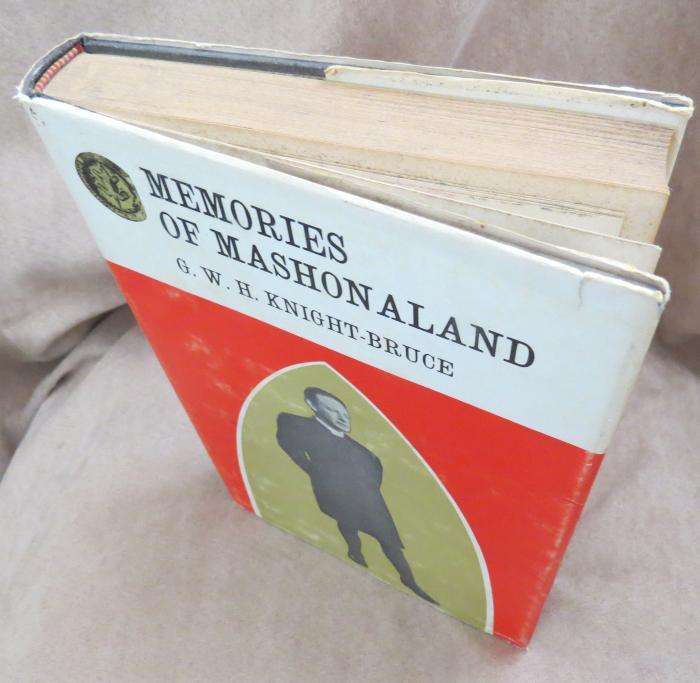 MEMORIES
OF MASHONALAND
G. W. H. KNIGHT-BRUCE